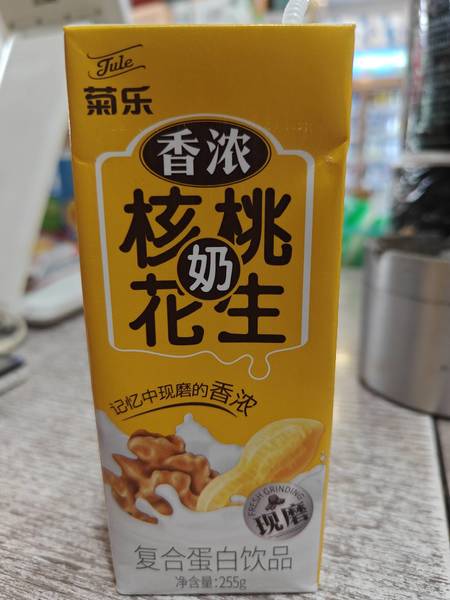 Jule
菊乐
香浓
核桃
奶
花生
记忆中现磨的香浓
FRESH GRINDING
现磨
复合蛋白饮品
净含量:255g